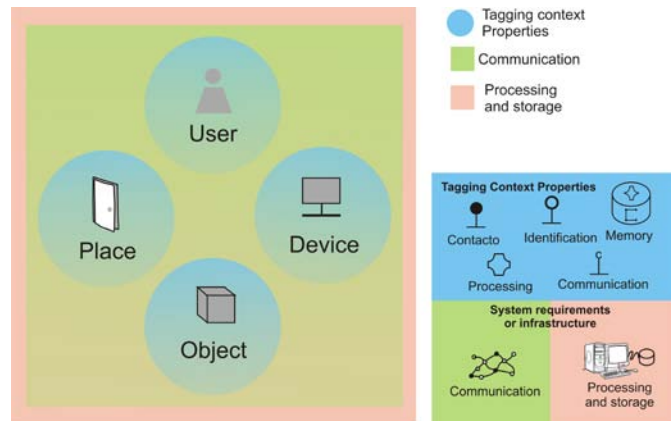 User
Place
Device
Object
Tagging context
Properties
Communication
Processing
and storage
Tagging Context Properties
Contacto
Identification
Memory
Processing
C
Communication
System requirements
or infrastructure
Communication
Processing
and storage